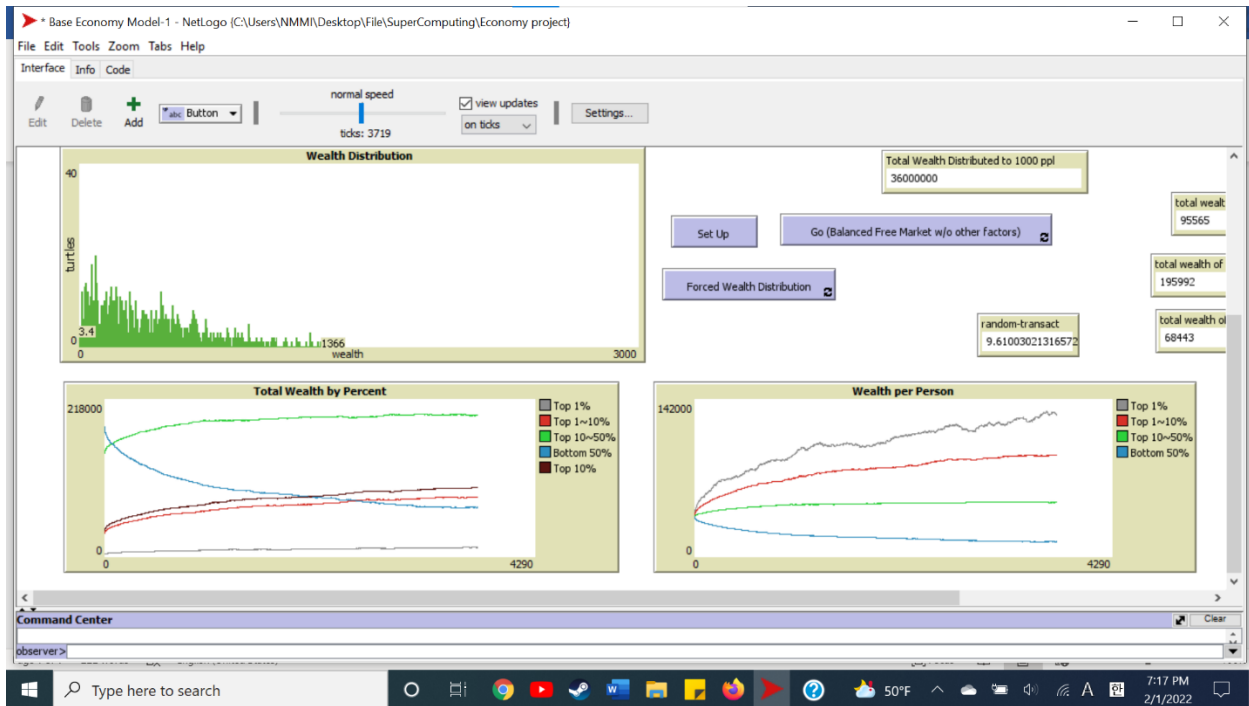 * Base Economy Model-1 - NetLogo {C:\Users\NMMI\Desktop\File\SuperComputing\Economy project}
File Edit Tools Zoom Tabs Help
Interface Info Code
Edit Delete Add
abc Button
normal speed
ticks: 3719
view updates
on ticks
Settings...
Wealth Distribution
40
turtles
3.4
0
1366
0 wealth 3000
Total Wealth Distributed to 1000 ppl
36000000
Set Up
Go (Balanced Free Market w/o other factors)
Forced Wealth Distribution
total wealt
95565
total wealth of
195992
random-transact
9.61003021316572
total wealth of
68443
Total Wealth by Percent
218000
0
0 4290
Top 1%
Top 1~10%
Top 10~50%
Bottom 50%
Top 10%
Wealth per Person
142000
0
0 4290
Top 1%
Top 1~10%
Top 10~50%
Bottom 50%
Command Center
Clear
observer>
Type here to search
50°F
A
한
7:17 PM
2/1/2022